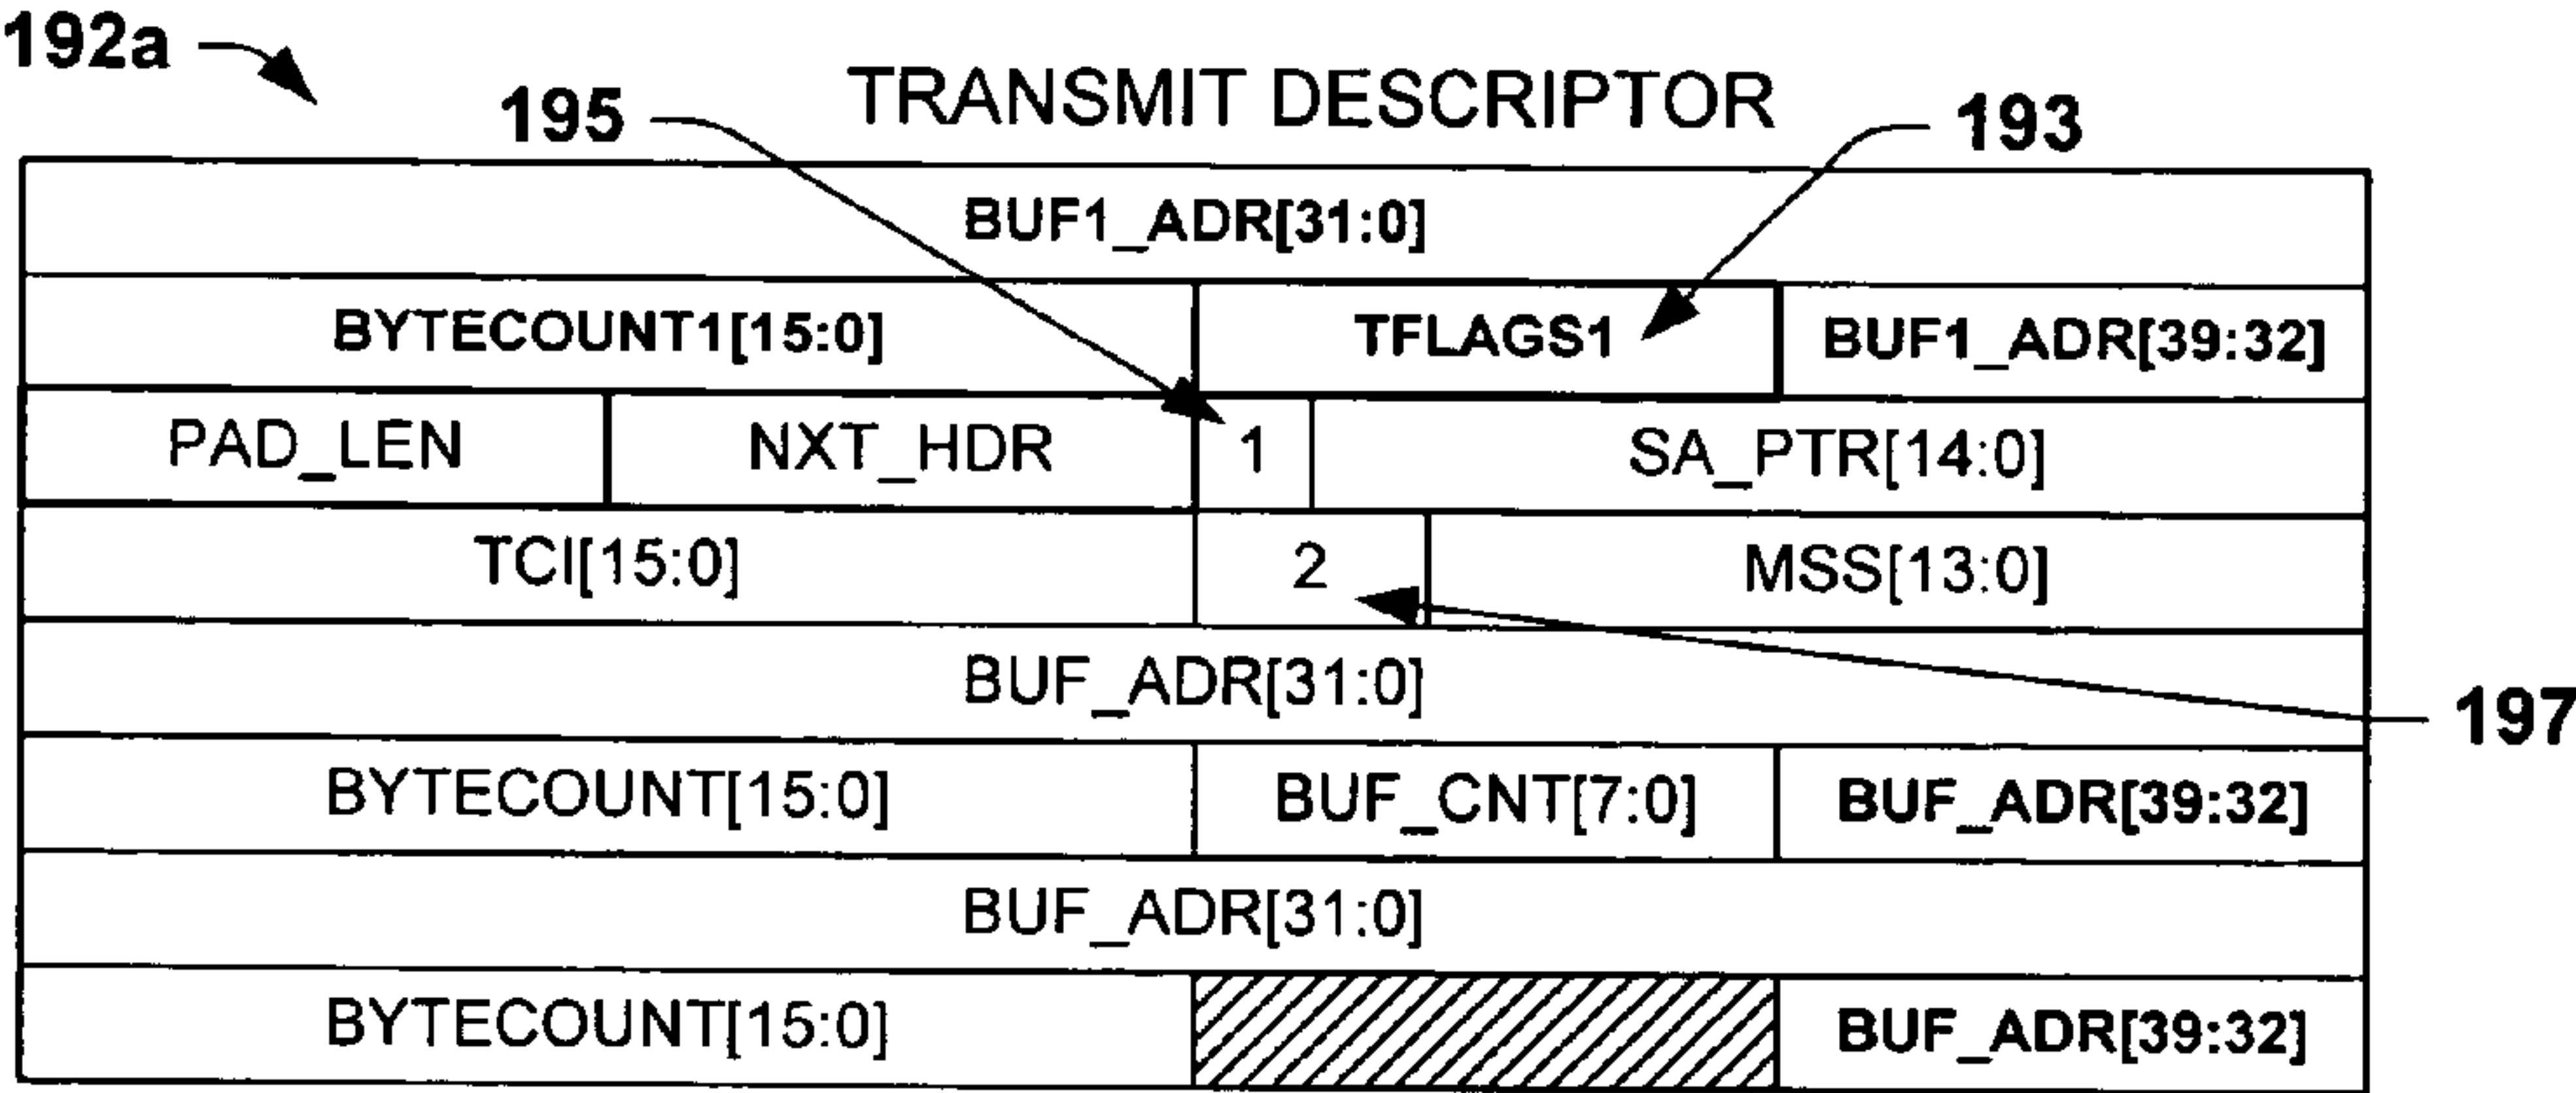 192a
TRANSMIT DESCRIPTOR
195
193
BUF1_ADR[31:0]
BYTECOUNT1[15:0] TFLAGS1 BUF1_ADR[39:32]
PAD_LEN NXT_HDR 1 SA_PTR[14:0]
TCI[15:0] 2 MSS[13:0]
BUF_ADR[31:0]
197
BYTECOUNT[15:0] BUF_CNT[7:0] BUF_ADR[39:32]
BUF_ADR[31:0]
BYTECOUNT[15:0] BUF_ADR[39:32]